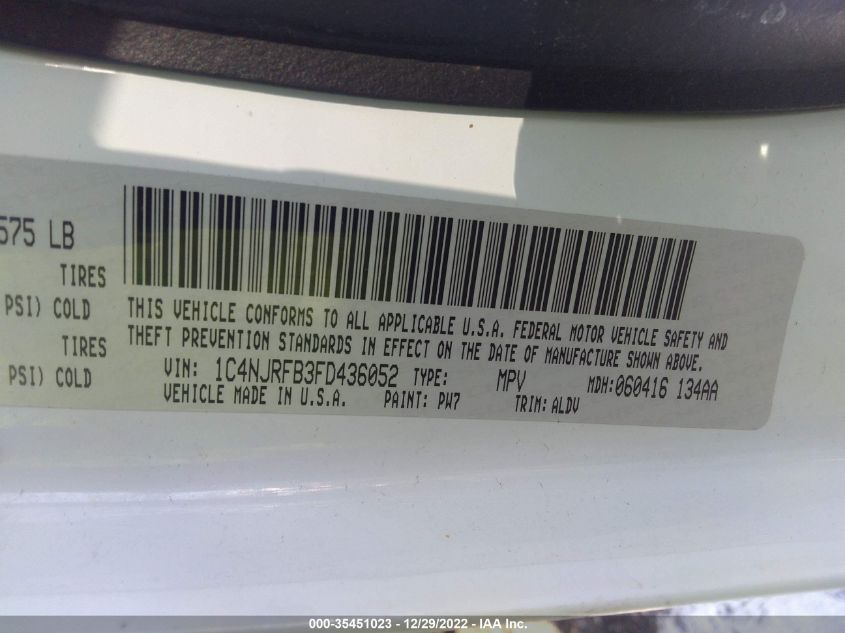 575 LB
TIRES
PSI) COLD
TIRES
PSI) COLD
THIS VEHICLE CONFORMS TO ALL APPLICABLE U.S.A. FEDERAL MOTOR VEHICLE SAFETY AND
THEFT PREVENTION STANDARDS IN EFFECT ON THE DATE OF MANUFACTURE SHOWN ABOVE.
VIN: 1C4NJRFB3FD436052 TYPE: MPV MDH:060416 134AA
VEHICLE MADE IN U.S.A. PAINT: PW7 TRIM: ALDV
000-35451023 - 12/29/2022 - IAA Inc.